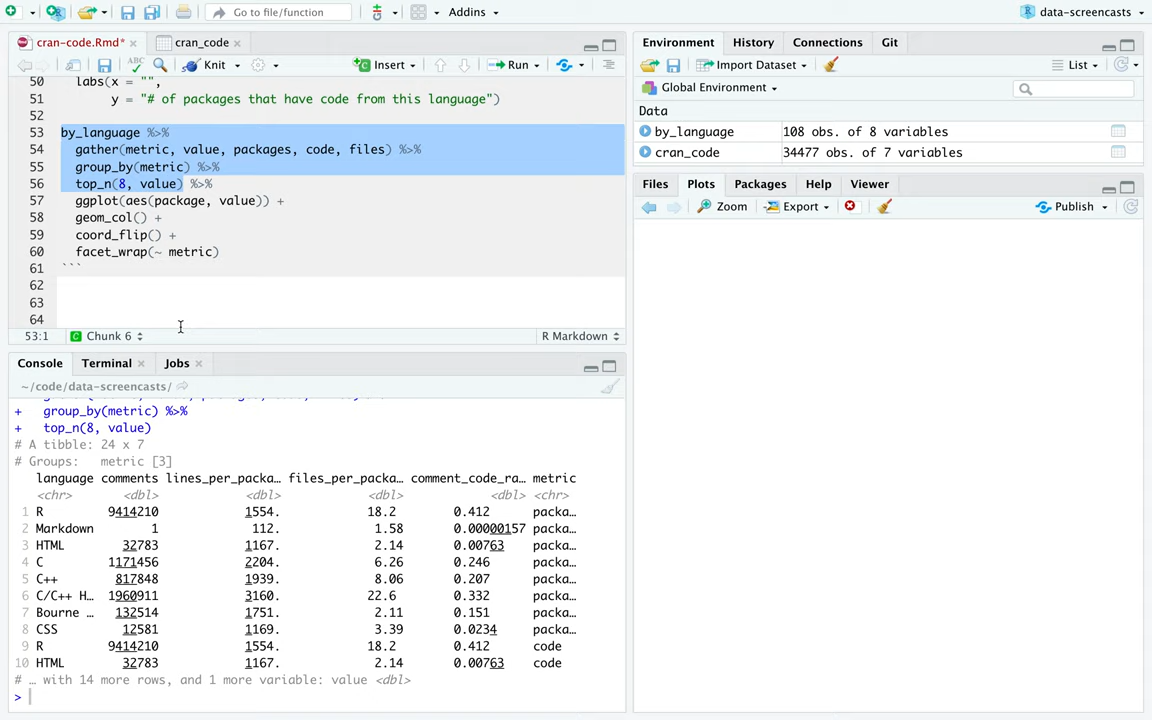 Go to file/function
Addins
data-screencasts
cran-code.Rmd*
cran_code
ABC
Knit
Insert
Run
50 labs(x = "",
51 y = "# of packages that have code from this language")
52
53 by_language %>%
54 gather(metric, value, packages, code, files) %>%
55 group_by(metric) %>%
56 top_n(8, value) %>%
57 ggplot(aes(package, value)) +
58 geom_col() +
59 coord_flip() +
60 facet_wrap(~ metric)
61 ```
62
63
64
53:1 Chunk 6 R Markdown
Console Terminal Jobs
~/code/data-screencasts/
+ group_by(metric) %>%
+ top_n(8, value)
# A tibble: 24 x 7
# Groups: metric [3]
language comments lines_per_packa… files_per_packa… comment_code_ra… metric
<chr> <dbl> <dbl> <dbl> <dbl> <chr>
1 R 9414210 1554. 18.2 0.412 packa…
2 Markdown 1 112. 1.58 0.00000157 packa…
3 HTML 32783 1167. 2.14 0.00763 packa…
4 C 1171456 2204. 6.26 0.246 packa…
5 C++ 817848 1939. 8.06 0.207 packa…
6 C/C++ H… 1960911 3160. 22.6 0.332 packa…
7 Bourne … 132514 1751. 2.11 0.151 packa…
8 CSS 12581 1169. 3.39 0.0234 packa…
9 R 9414210 1554. 18.2 0.412 code
10 HTML 32783 1167. 2.14 0.00763 code
# … with 14 more rows, and 1 more variable: value <dbl>
>
Environment History Connections Git
Import Dataset
List
Global Environment
Data
by_language 108 obs. of 8 variables
cran_code 34477 obs. of 7 variables
Files Plots Packages Help Viewer
Zoom Export Publish